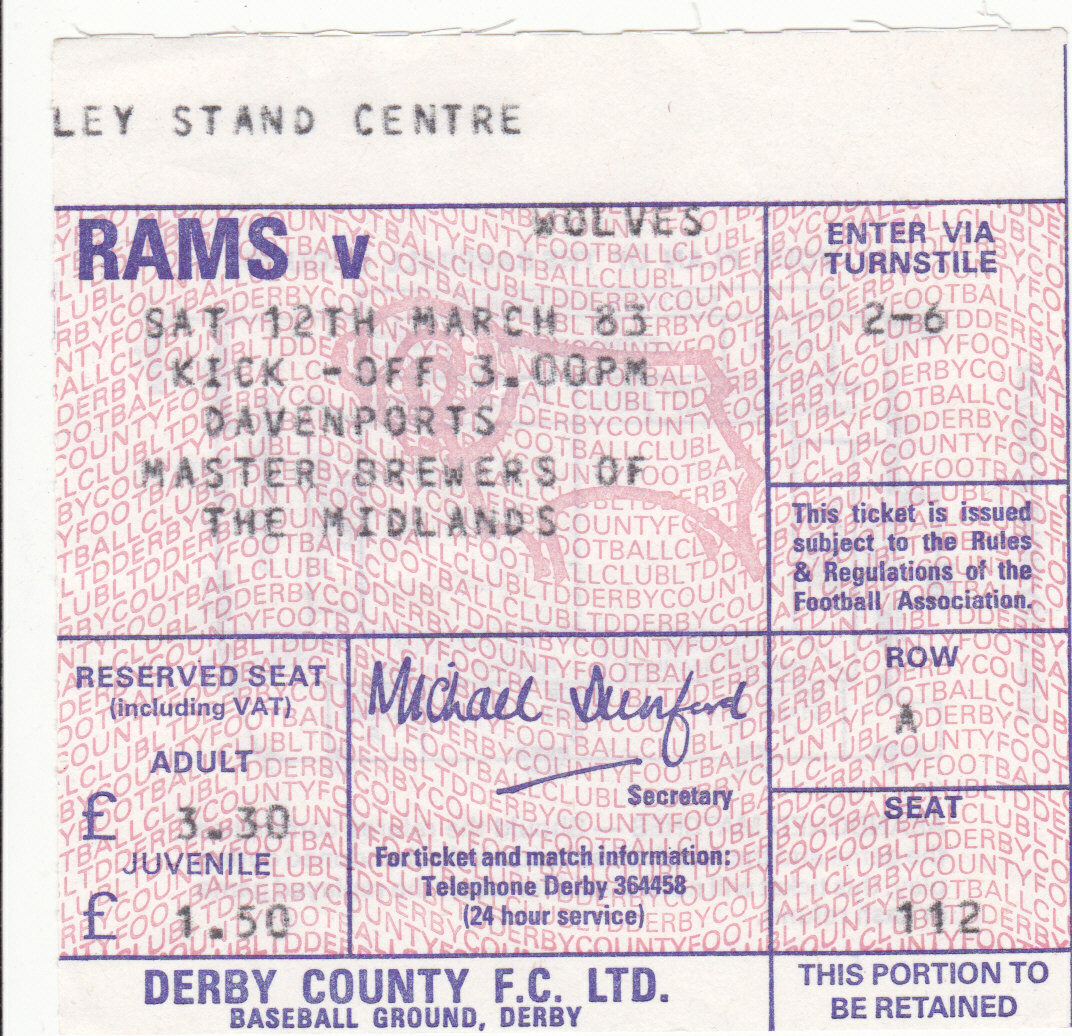 LEY STAND CENTRE
RAMS v WOLVES
SAT 12TH MARCH 83
KICK -OFF 3.00PM
DAVENPORTS
MASTER BREWERS OF
THE MIDLANDS
ENTER VIA
TURNSTILE
2-6
This ticket is issued
subject to the Rules
& Regulations of the
Football Association.
RESERVED SEAT
(including VAT)
ADULT
£ 3.30
JUVENILE
£ 1.50
Michael Dunford
Secretary
For ticket and match information:
Telephone Derby 364458
(24 hour service)
ROW
A
SEAT
112
DERBY COUNTY F.C. LTD.
BASEBALL GROUND, DERBY
THIS PORTION TO
BE RETAINED